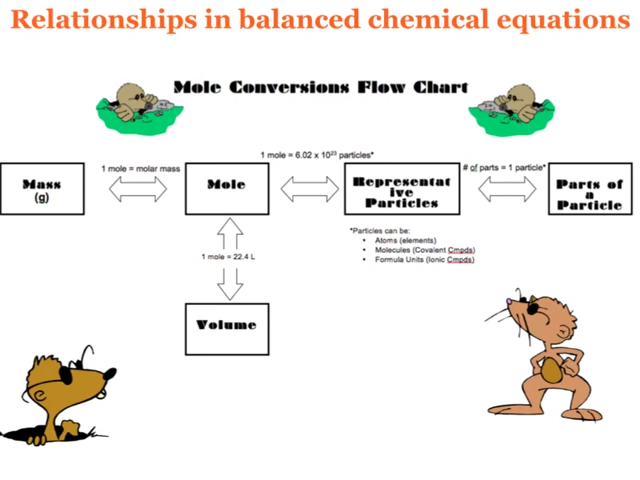 Relationships in balanced chemical equations
Mole Conversions Flow Chart
1 mole = 6.02 x 10²³ particles*
1 mole = molar mass
# of parts = 1 particle*
Mass
(g)
Mole
Representat
ive
Particles
Parts of
a
Particle
*Particles can be:
• Atoms (elements)
• Molecules (Covalent Cmpds)
• Formula Units (Ionic Cmpds)
1 mole = 22.4 L
Volume